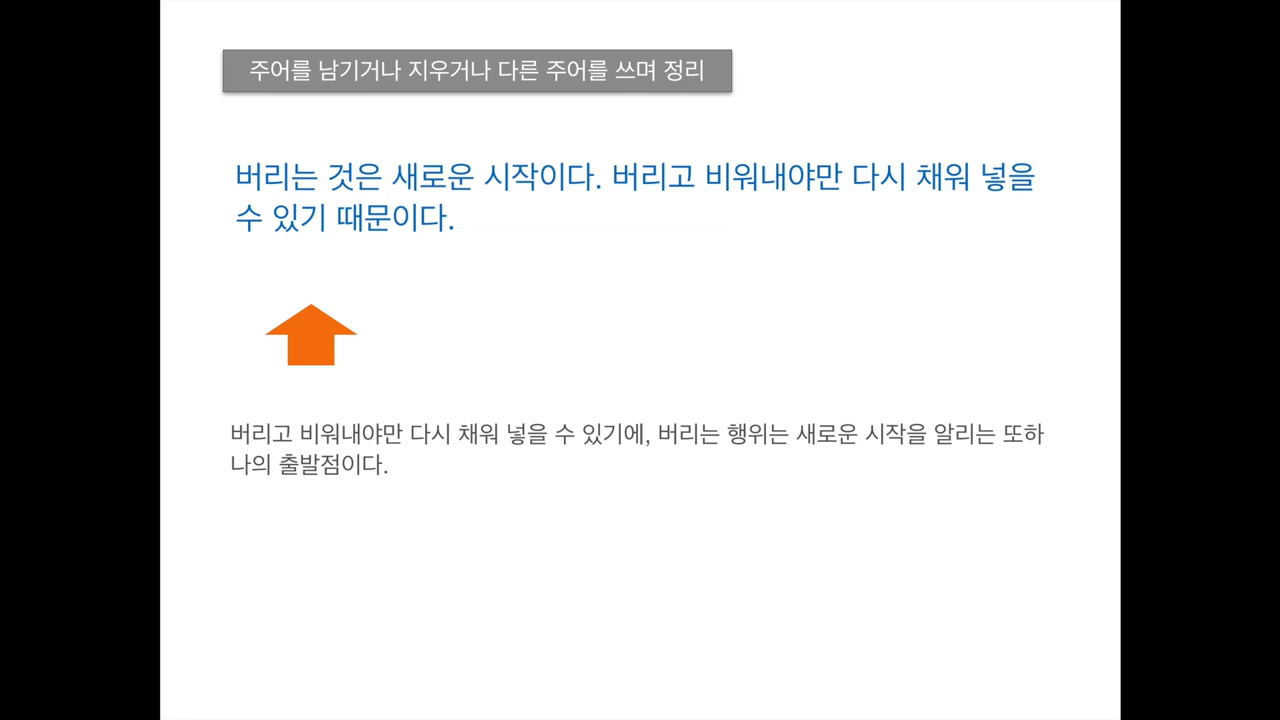 주어를 남기거나 지우거나 다른 주어를 쓰며 정리
버리는 것은 새로운 시작이다. 버리고 비워내야만 다시 채워 넣을
수 있기 때문이다.
버리고 비워내야만 다시 채워 넣을 수 있기에, 버리는 행위는 새로운 시작을 알리는 또하
나의 출발점이다.